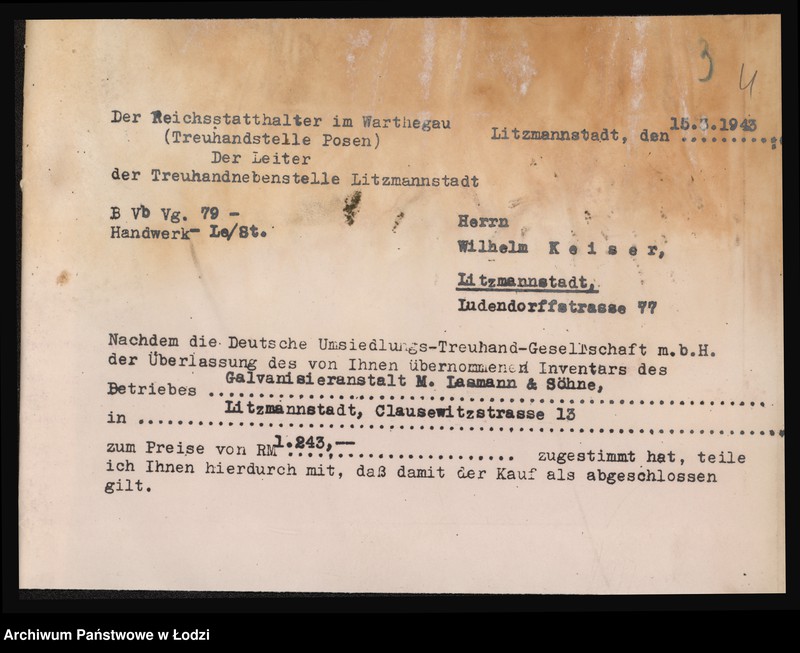 3 4
Der Reichsstatthalter im Warthegau
(Treuhandstelle Posen)
Der Leiter
der Treuhandnebenstelle Litzmannstadt
Litzmannstadt, den 15.3.1943
B Vb Vg. 79 -
Handwerk- Le/St.
Herrn
Wilhelm K e i s e r,
Litzmannstadt,
Ludendorffstrasse 77
Nachdem die Deutsche Umsiedlungs-Treuhand-Gesellschaft m.b.H.
der Überlassung des von Ihnen übernommenen Inventars des
Betriebes Galvanisieranstalt M. Lasmann & Söhne,
in Litzmannstadt, Clausewitzstrasse 13
zum Preise von RM 1.243,— zugestimmt hat, teile
ich Ihnen hierdurch mit, daß damit der Kauf als abgeschlossen
gilt.
Archiwum Państwowe w Łodzi